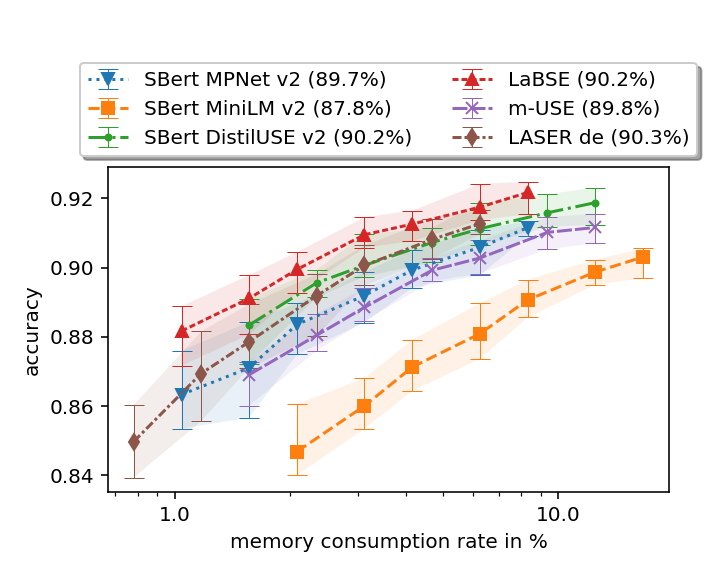 SBert MPNet v2 (89.7%)
SBert MiniLM v2 (87.8%)
SBert DistilUSE v2 (90.2%)
LaBSE (90.2%)
m-USE (89.8%)
LASER de (90.3%)
0.92
0.90
0.88
0.86
0.84
accuracy
1.0 10.0
memory consumption rate in %